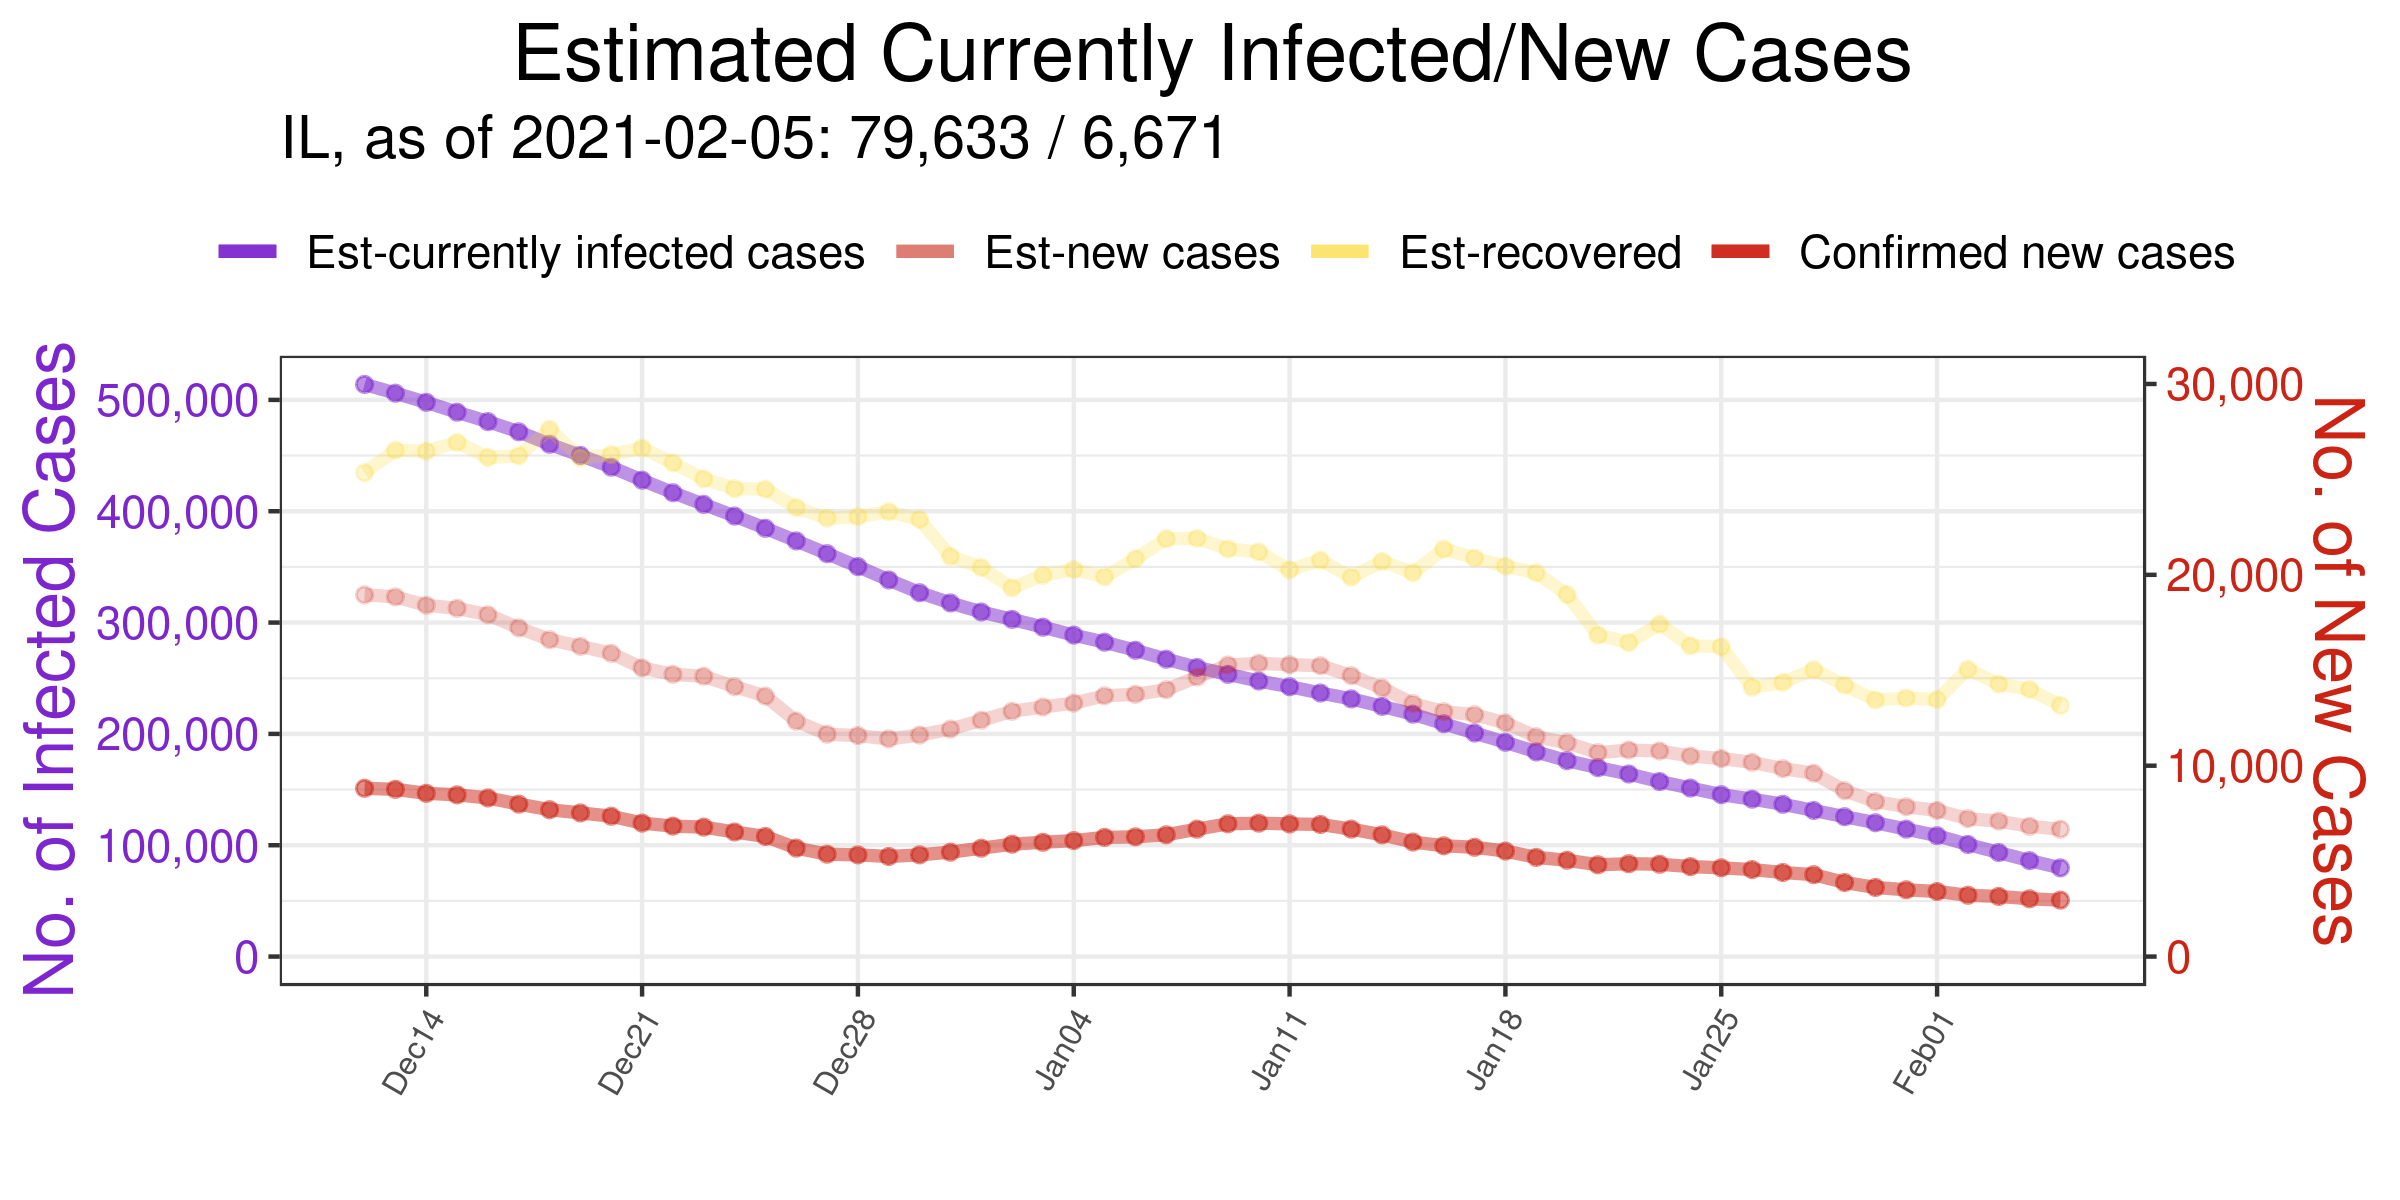 Estimated Currently Infected/New Cases
IL, as of 2021-02-05: 79,633 / 6,671
Est-currently infected cases Est-new cases Est-recovered Confirmed new cases
No. of Infected Cases
500,000
400,000
300,000
200,000
100,000
0
30,000
20,000
10,000
0
No. of New Cases
Dec14 Dec21 Dec28 Jan04 Jan11 Jan18 Jan25 Feb01